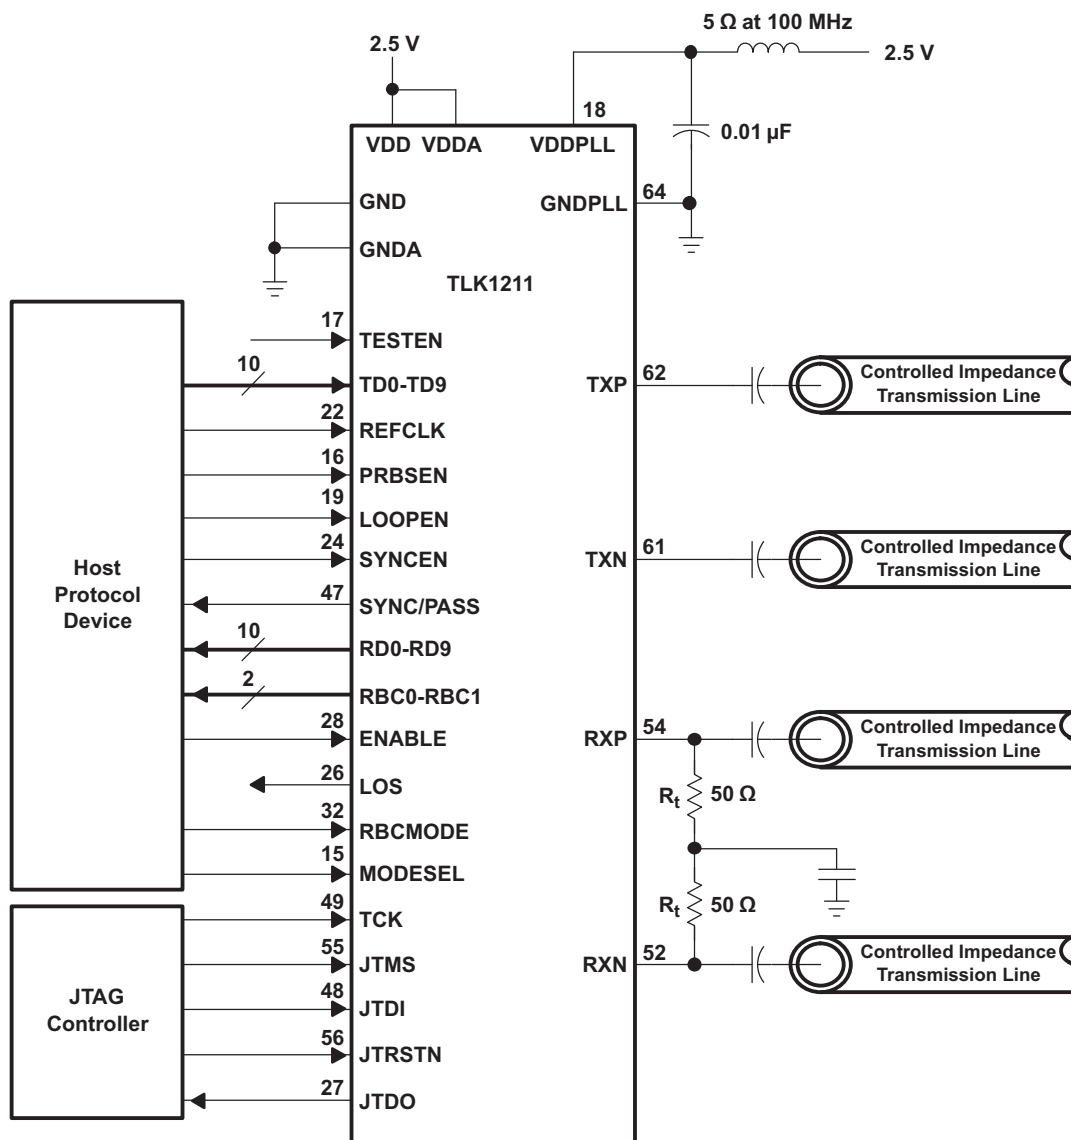 5 Ω at 100 MHz
2.5 V
2.5 V
18
0.01 µF
VDD VDDA VDDPLL
GND
GNDPLL
64
GNDA
TLK1211
17
TESTEN
10
TD0-TD9
TXP
62
Controlled Impedance
Transmission Line
22
REFCLK
16
PRBSEN
19
LOOPEN
24
SYNCEN
TXN
61
Controlled Impedance
Transmission Line
Host
Protocol
Device
47
SYNC/PASS
10
RD0-RD9
2
RBC0-RBC1
28
ENABLE
RXP
54
Controlled Impedance
Transmission Line
26
LOS
Rt
50 Ω
32
RBCMODE
15
MODESEL
49
TCK
Rt
50 Ω
55
JTMS
RXN
52
Controlled Impedance
Transmission Line
JTAG
Controller
48
JTDI
56
JTRSTN
27
JTDO